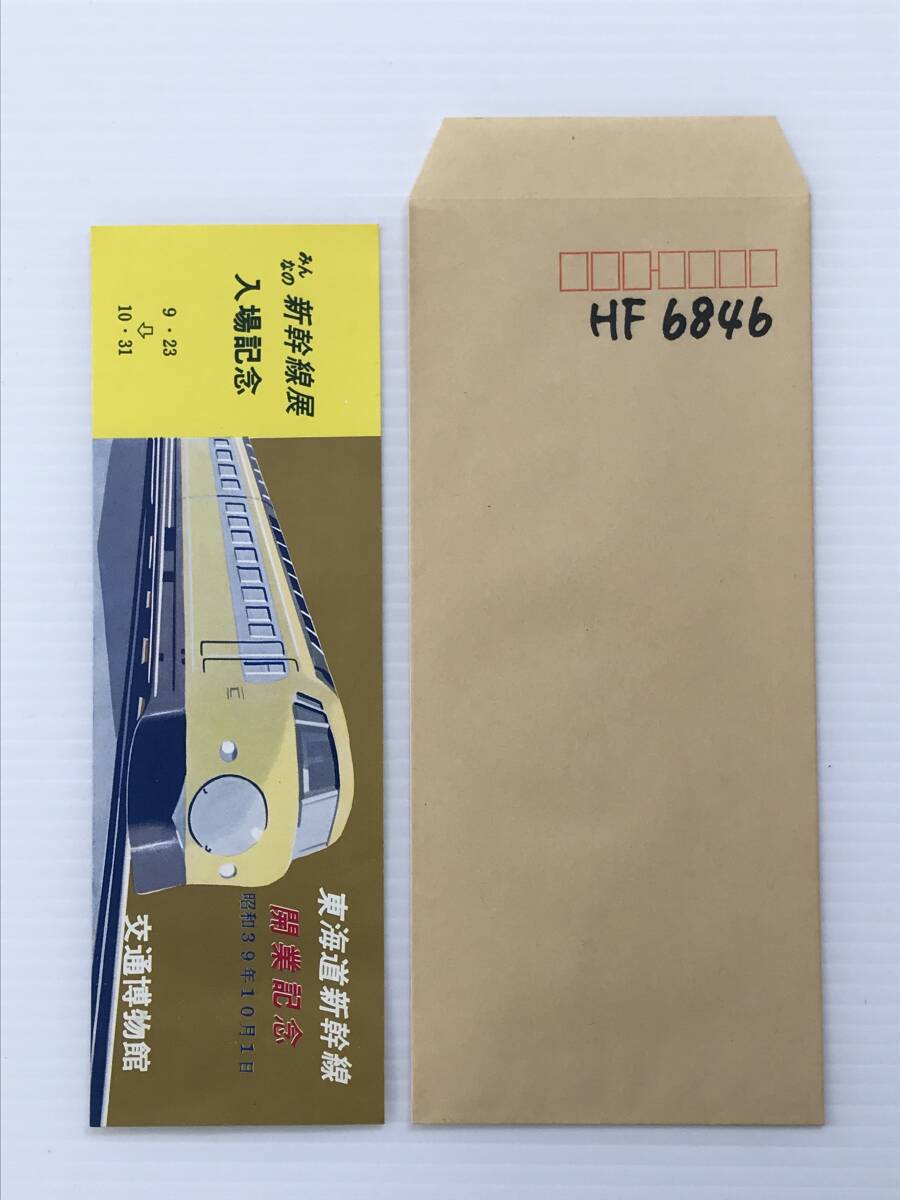 みんなの 新幹線展
入場記念
9・23
⇩
10・31
東海道新幹線
開業記念
昭和39年10月1日
交通博物館
HF 6846